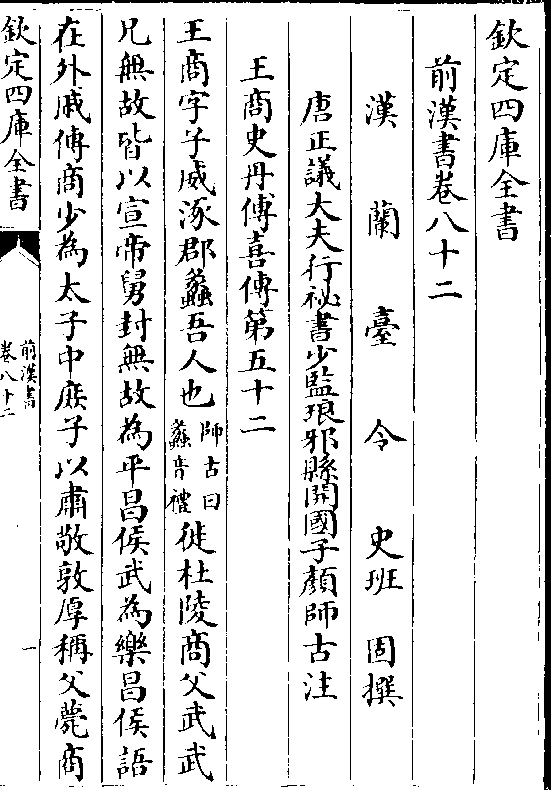 欽定四庫全書
前漢書卷八十二
漢蘭臺令史班固撰
唐正議大夫行祕書少監琅邪縣開國子顏師古注
王商史丹傅喜傳第五十二
王商字子威涿郡蠡吾人也師古曰蠡音禮徙杜陵商父武武
兄無故皆以宣帝舅封無故為平昌侯武為樂昌侯語
在外戚傳商少為太子中庶子以肅敬敦厚稱父薨商
欽定四庫全書
前漢書
卷八十二
一